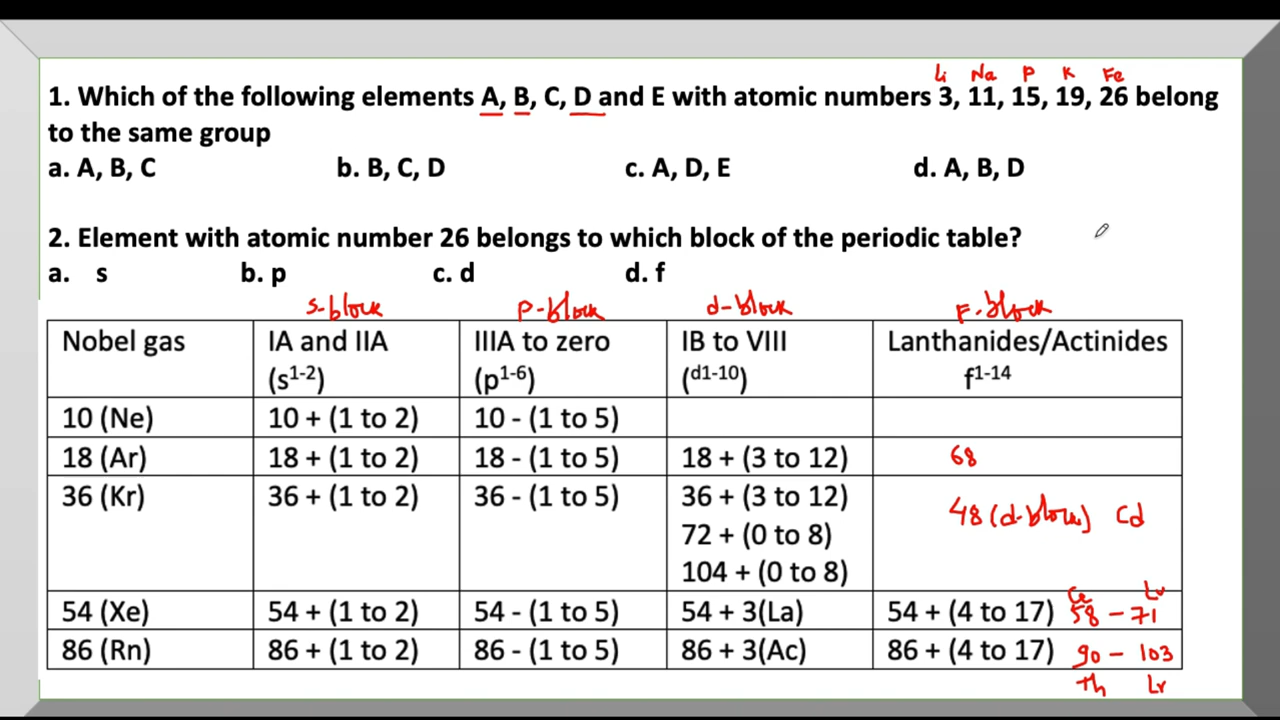 Li Na P K Fe
1. Which of the following elements A, B, C, D and E with atomic numbers 3, 11, 15, 19, 26 belong
to the same group
a. A, B, C b. B, C, D c. A, D, E d. A, B, D
2. Element with atomic number 26 belongs to which block of the periodic table?
a. s b. p c. d d. f
s-block p-block d-block F-block
Nobel gas IA and IIA IIIA to zero IB to VIII Lanthanides/Actinides
(s1-2) (p1-6) (d1-10) f1-14
10 (Ne) 10 + (1 to 2) 10 - (1 to 5)
18 (Ar) 18 + (1 to 2) 18 - (1 to 5) 18 + (3 to 12) 68
36 (Kr) 36 + (1 to 2) 36 - (1 to 5) 36 + (3 to 12)
48 (d-block) Cd
72 + (0 to 8)
104 + (0 to 8)
Ce Lu
54 (Xe) 54 + (1 to 2) 54 - (1 to 5) 54 + 3(La) 54 + (4 to 17) 58 - 71
86 (Rn) 86 + (1 to 2) 86 - (1 to 5) 86 + 3(Ac) 86 + (4 to 17) 90 - 103
Th Lr